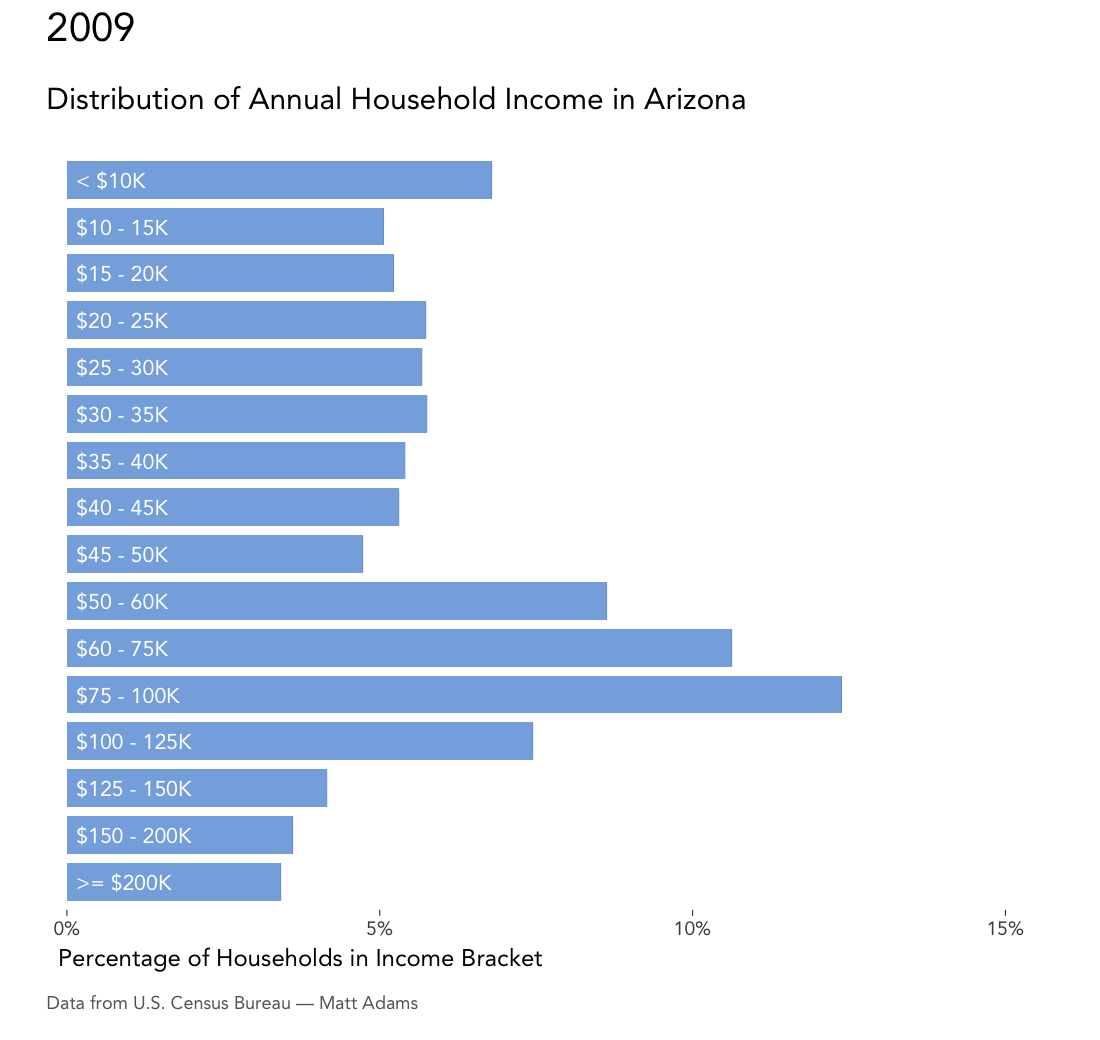 2009
Distribution of Annual Household Income in Arizona
< $10K
$10 - 15K
$15 - 20K
$20 - 25K
$25 - 30K
$30 - 35K
$35 - 40K
$40 - 45K
$45 - 50K
$50 - 60K
$60 - 75K
$75 - 100K
$100 - 125K
$125 - 150K
$150 - 200K
>= $200K
0% 5% 10% 15%
Percentage of Households in Income Bracket
Data from U.S. Census Bureau — Matt Adams